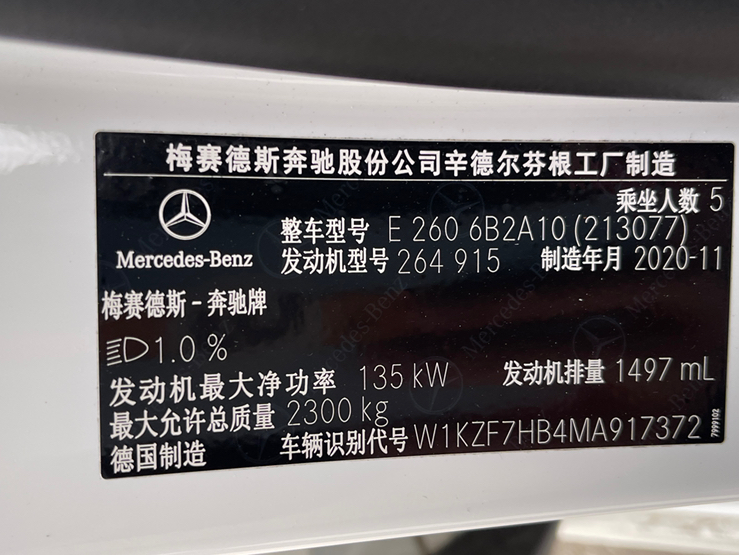 梅赛德斯奔驰股份公司辛德尔芬根工厂制造
乘坐人数 5
Mercedes-Benz
整车型号 E 260 6B2A10 (213077)
发动机型号 264 915 制造年月 2020-11
梅赛德斯-奔驰牌
1.0 %
发动机最大净功率 135 kW 发动机排量 1497 mL
最大允许总质量 2300 kg
德国制造 车辆识别代号 W1KZF7HB4MA917372
7999102